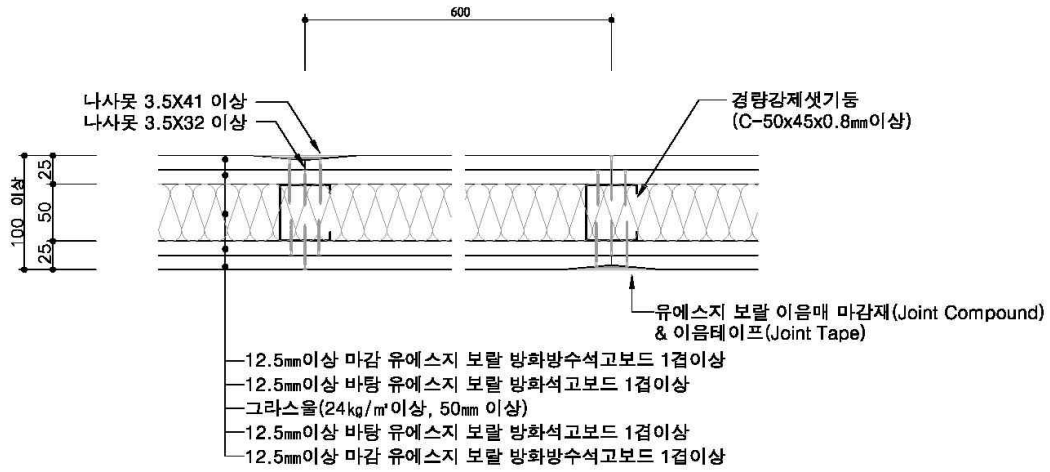 600
나사못 3.5X41 이상
나사못 3.5X32 이상
경량강제샛기둥
(C-50x45x0.8㎜이상)
100 이상
25
50
25
유에스지 보랄 이음매 마감재(Joint Compound)
& 이음테이프(Joint Tape)
12.5㎜이상 마감 유에스지 보랄 방화방수석고보드 1겹이상
12.5㎜이상 바탕 유에스지 보랄 방화석고보드 1겹이상
그라스울(24㎏/㎥이상, 50㎜ 이상)
12.5㎜이상 바탕 유에스지 보랄 방화석고보드 1겹이상
12.5㎜이상 마감 유에스지 보랄 방화방수석고보드 1겹이상